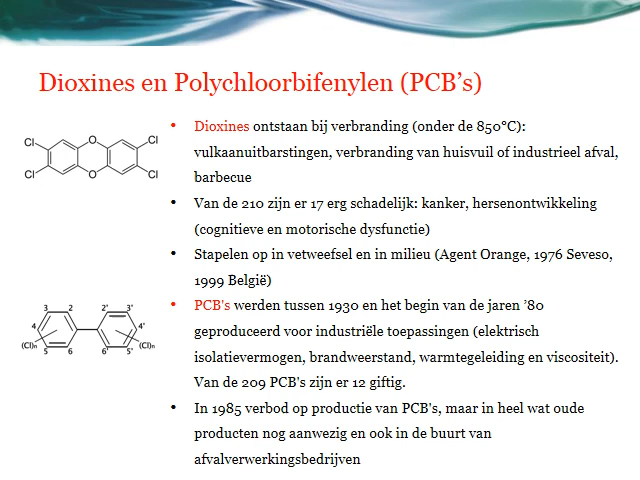 Dioxines en Polychloorbifenylen (PCB’s)
Cl O Cl
Cl O Cl
• Dioxines ontstaan bij verbranding (onder de 850°C):
vulkaanuitbarstingen, verbranding van huisvuil of industrieel afval,
barbecue
• Van de 210 zijn er 17 erg schadelijk: kanker, hersenontwikkeling
(cognitieve en motorische dysfunctie)
• Stapelen op in vetweefsel en in milieu (Agent Orange, 1976 Seveso,
1999 België)
3 2 2' 3'
4 4'
(Cl)n 5 6 6' 5' (Cl)n
• PCB’s werden tussen 1930 en het begin van de jaren ’80
geproduceerd voor industriële toepassingen (elektrisch
isolatievermogen, brandweerstand, warmtegeleiding en viscositeit).
Van de 209 PCB’s zijn er 12 giftig.
• In 1985 verbod op productie van PCB’s, maar in heel wat oude
producten nog aanwezig en ook in de buurt van
afvalverwerkingsbedrijven